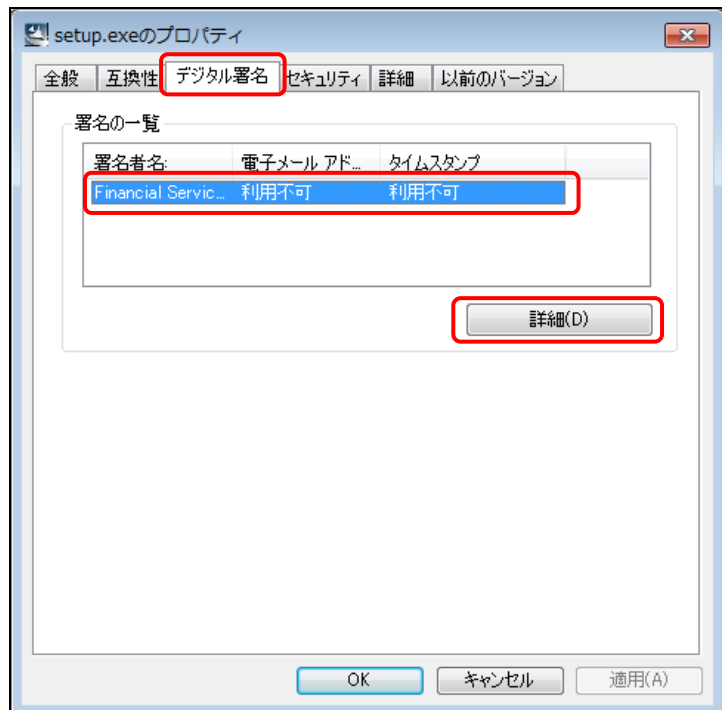 setup.exeのプロパティ
全般 互換性 デジタル署名 セキュリティ 詳細 以前のバージョン
署名の一覧
署名者名: 電子メール アド... タイムスタンプ
Financial Servic... 利用不可 利用不可
詳細(D)
OK キャンセル 適用(A)